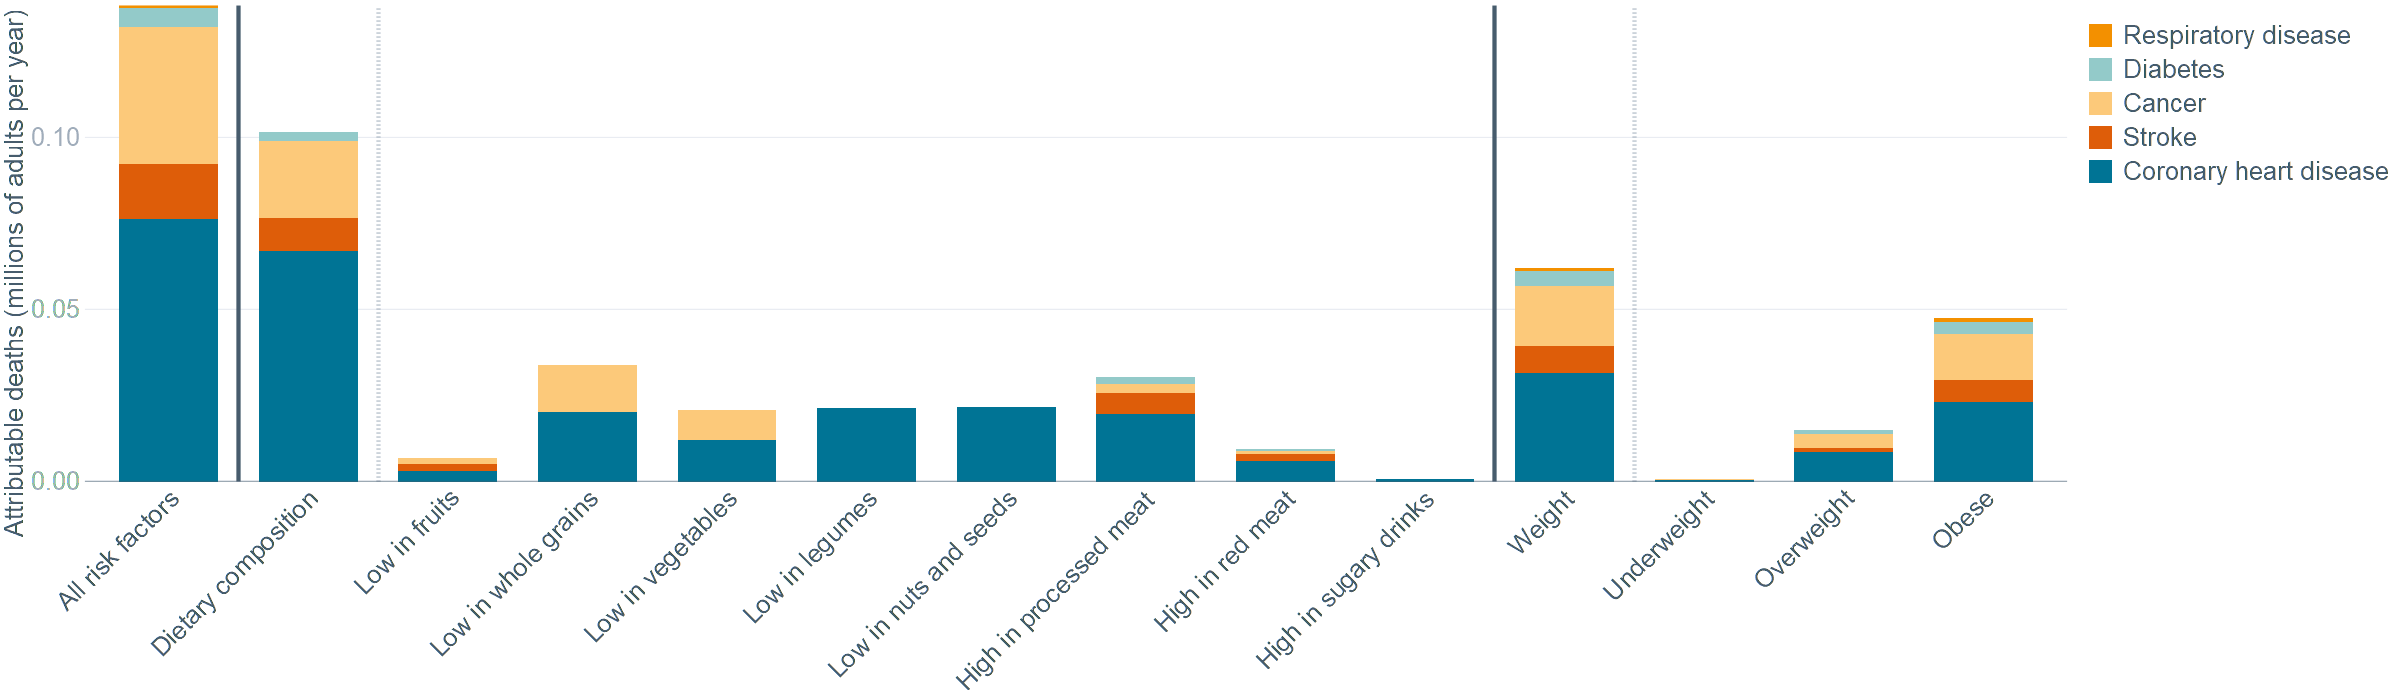 Attributable deaths (millions of adults per year)
0.10
0.05
0.00
All risk factors
Dietary composition
Low in fruits
Low in whole grains
Low in vegetables
Low in legumes
Low in nuts and seeds
High in processed meat
High in red meat
High in sugary drinks
Weight
Underweight
Overweight
Obese
Respiratory disease
Diabetes
Cancer
Stroke
Coronary heart disease